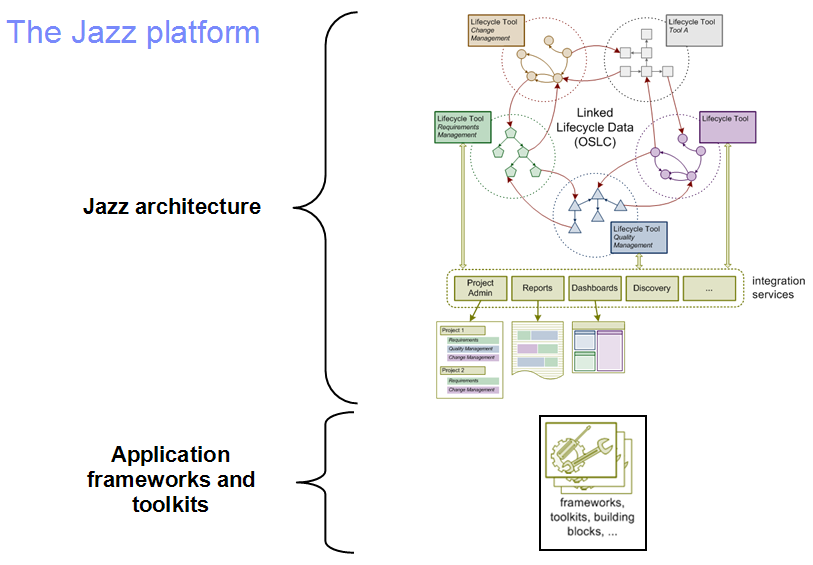 The Jazz platform
Lifecycle Tool
Change
Management
Lifecycle Tool
Tool A
Lifecycle Tool
Requirements
Management
Linked
Lifecycle Data
(OSLC)
Lifecycle Tool
Jazz architecture
Lifecycle Tool
Quality
Management
Project
Admin
Reports
Dashboards
Discovery
...
integration
services
Project 1
Requirements
Quality Management
Change Management
Project 2
Requirements
Change Management
Application
frameworks and
toolkits
frameworks,
toolkits, building
blocks, ...